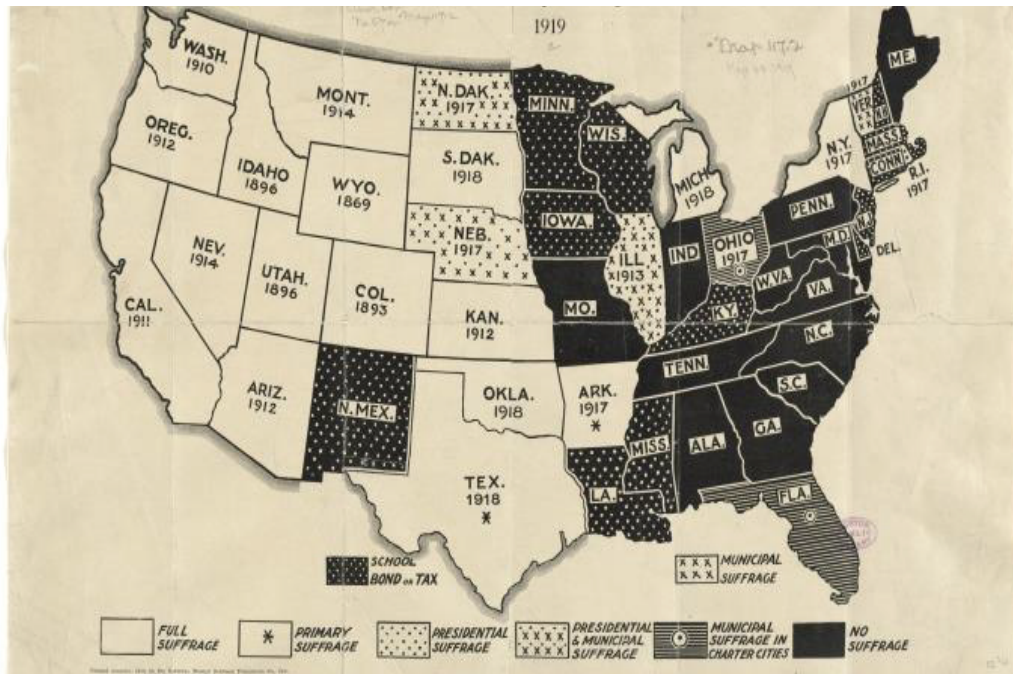 1919
WASH.
1910
OREG.
1912
IDAHO
1896
MONT.
1914
WYO.
1869
N. DAK.
1917
S. DAK.
1918
NEB.
1917
CAL.
1911
NEV.
1914
UTAH.
1896
COL.
1893
KAN.
1912
ARIZ.
1912
N. MEX.
OKLA.
1918
TEX.
1918
*
MINN.
WIS.
IOWA.
MO.
ARK.
1917
*
LA.
MICH.
1918
ILL
1913
IND
OHIO
1917
KY.
TENN.
MISS.
ALA.
GA.
FLA.
S.C.
N.C.
VA.
W.VA.
M.D.
DEL.
PENN.
N.J.
N.Y.
1917
1917
VER.
ME.
MASS.
CONN.
R.I.
1917
SCHOOL
BOND OR TAX
MUNICIPAL
SUFFRAGE
FULL
SUFFRAGE
* PRIMARY
SUFFRAGE
PRESIDENTIAL
SUFFRAGE
PRESIDENTIAL
& MUNICIPAL
SUFFRAGE
MUNICIPAL
SUFFRAGE IN
CHARTER CITIES
NO
SUFFRAGE